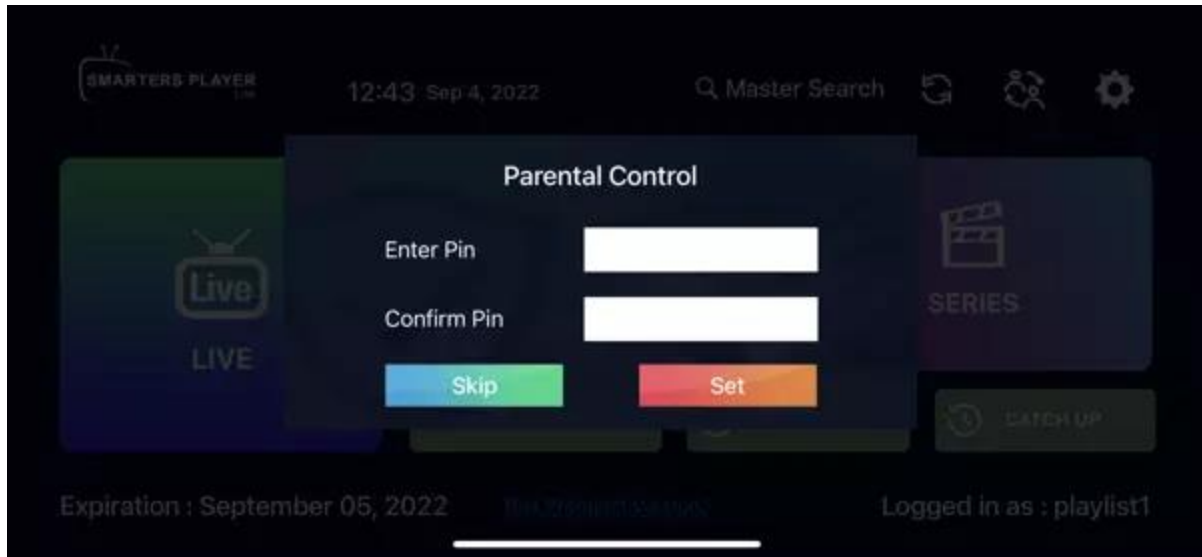 SMARTERS PLAYER
12:43 Sep 4, 2022
Master Search
Parental Control
Enter Pin
Confirm Pin
Skip
Set
Live
LIVE
SERIES
CATCH UP
Expiration : September 05, 2022
Logged in as : playlist1